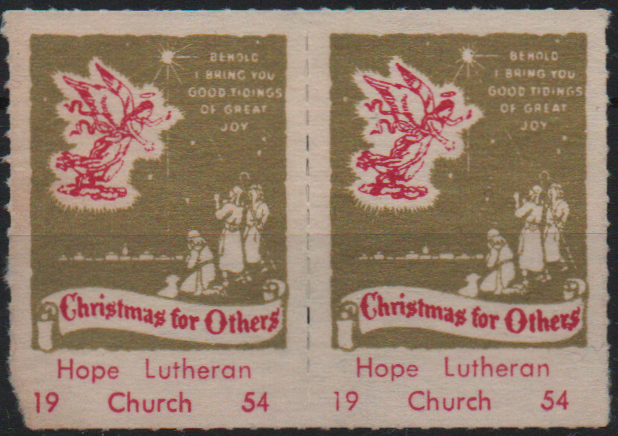 BEHOLD
I BRING YOU
GOOD TIDINGS
OF GREAT
JOY
Christmas for Others
Hope Lutheran
19 Church 54
BEHOLD
I BRING YOU
GOOD TIDINGS
OF GREAT
JOY
Christmas for Others
Hope Lutheran
19 Church 54